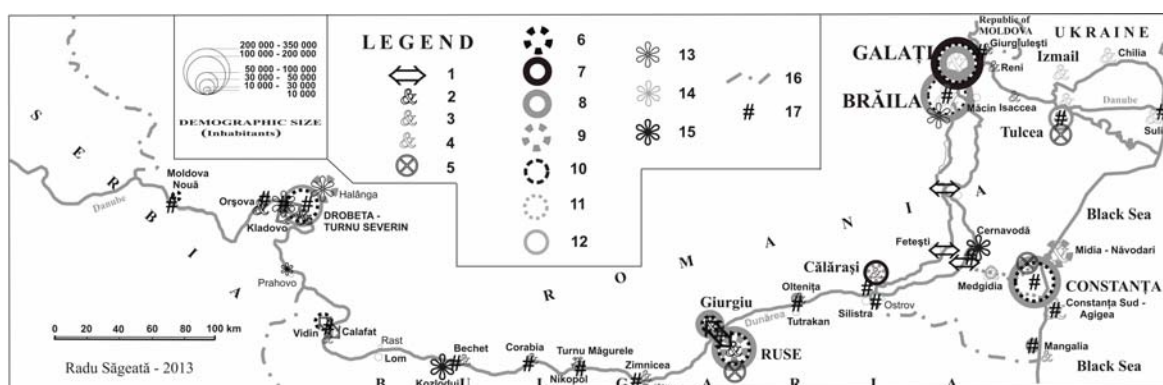 LEGEND
200 000 - 350 000
100 000 - 200 000
50 000 - 100 000
30 000 - 50 000
10 000 - 30 000
10 000
DEMOGRAPHIC SIZE
(Inhabitants)
1
2
3
4
5
6
7
8
9
10
11
12
13
14
15
16
17
Republic of
MOLDOVA
UKRAINE
GALAȚI
Giurgiulești
Reni
Izmail
Chilia
BRĂILA
Măcin Isaccea
Danube
Tulcea
Suli
SERBIA
Moldova
Nouă
Danube
Orșova
Kladovo
Halânga
DROBETA -
TURNU SEVERIN
Prahovo
Vidin
Calafat
Rast
Lom
Kozlodui
Bechet
Corabia
Turnu Măgurele
Nikopol
Zimnicea
Giurgiu
RUSE
Dunărea
Oltenița
Tutrakan
Călărași
Silistra
Ostrov
Fetești
Cernavodă
Medgidia
Black Sea
Midia - Năvodari
CONSTANȚA
Constanța Sud -
Agigea
Mangalia
Black Sea
ROMANIA
BULGARIA
0 20 40 60 80 100 km
Radu Săgeată - 2013